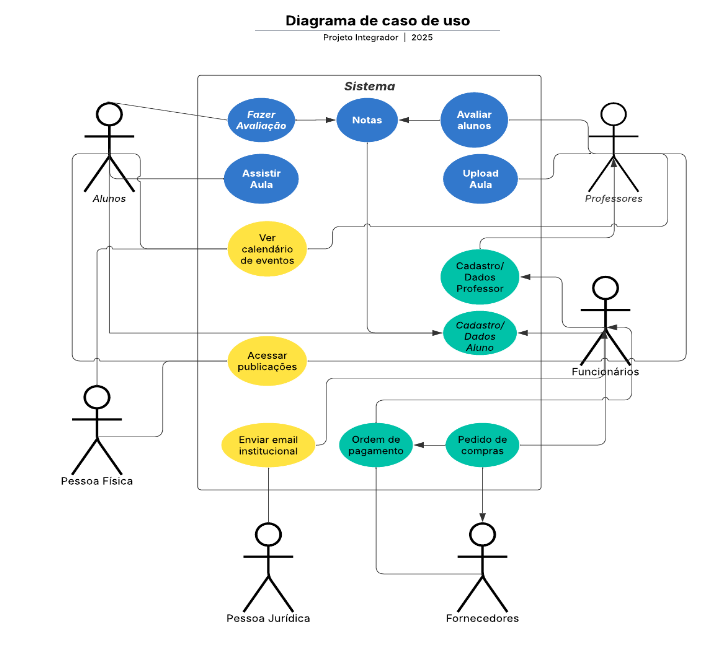 Diagrama de caso de uso
Projeto Integrador | 2025
Sistema
Fazer
Avaliação
Notas
Avaliar
alunos
Assistir
Aula
Upload
Aula
Alunos
Professores
Ver
calendário
de eventos
Cadastro/
Dados
Professor
Cadastro/
Dados
Aluno
Acessar
publicações
Funcionários
Enviar email
institucional
Ordem de
pagamento
Pedido de
compras
Pessoa Física
Pessoa Jurídica
Fornecedores